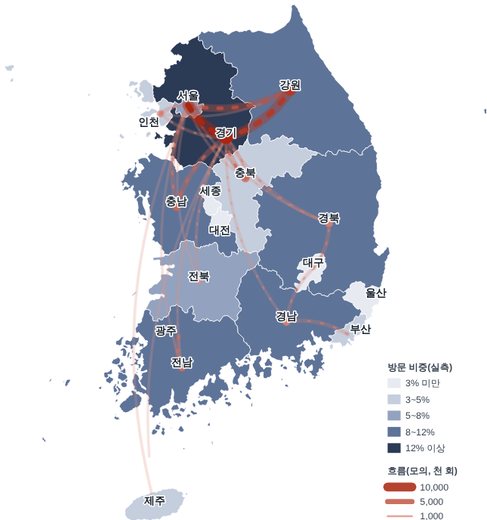 강원
서울
인천
경기
충북
세종
충남
경북
대전
대구
전북
울산
경남
광주
부산
전남
제주
방문 비중(실측)
3% 미만
3~5%
5~8%
8~12%
12% 이상
흐름(모의, 천 회)
10,000
5,000
1,000